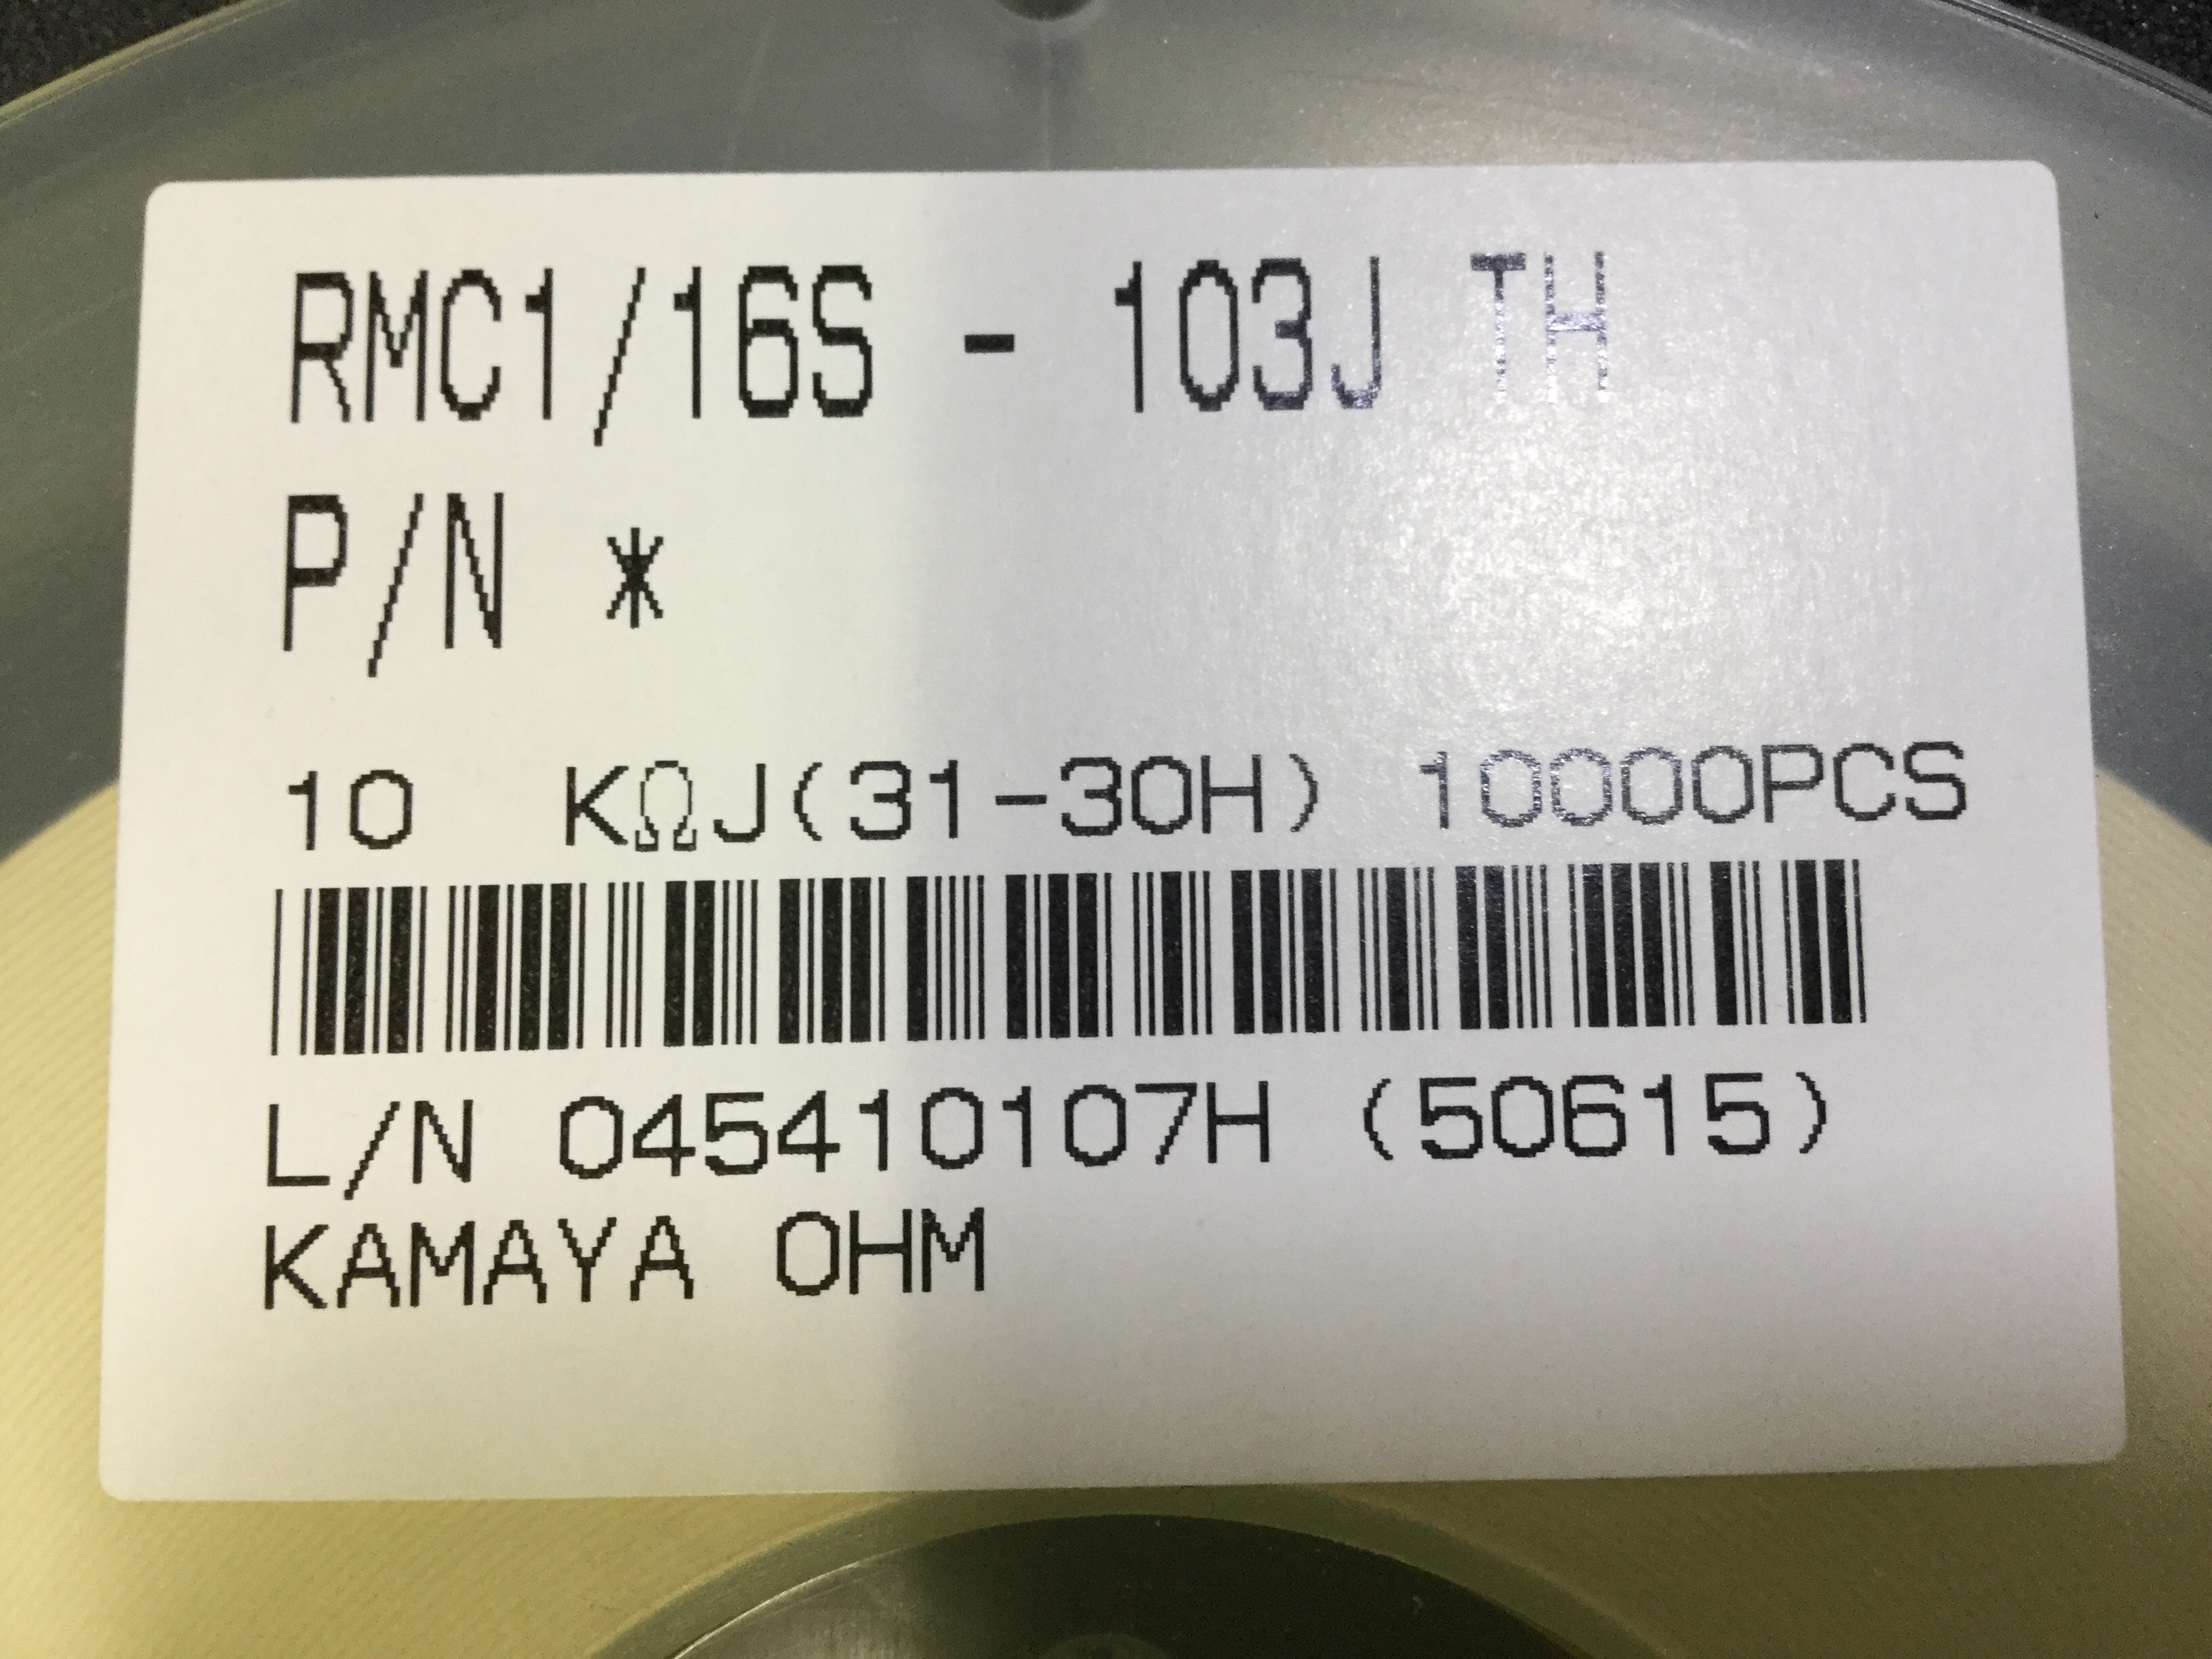 RMC1/16S - 103J TH
P/N *
10 KΩJ(31-30H) 10000PCS
L/N 045410107H (50615)
KAMAYA OHM